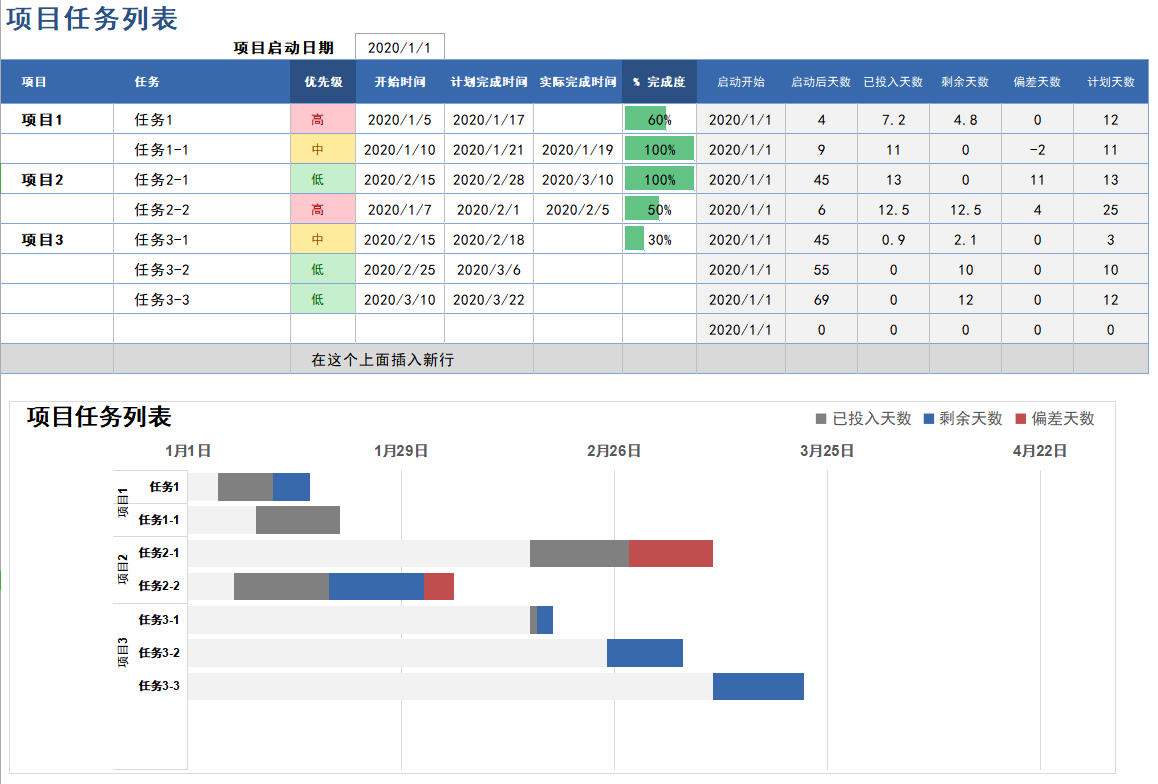 项目任务列表
项目启动日期 2020/1/1
项目 任务 优先级 开始时间 计划完成时间 实际完成时间 % 完成度 启动开始 启动后天数 已投入天数 剩余天数 偏差天数 计划天数
项目1 任务1 高 2020/1/5 2020/1/17 60% 2020/1/1 4 7.2 4.8 0 12
任务1-1 中 2020/1/10 2020/1/21 2020/1/19 100% 2020/1/1 9 11 0 -2 11
项目2 任务2-1 低 2020/2/15 2020/2/28 2020/3/10 100% 2020/1/1 45 13 0 11 13
任务2-2 高 2020/1/7 2020/2/1 2020/2/5 50% 2020/1/1 6 12.5 12.5 4 25
项目3 任务3-1 中 2020/2/15 2020/2/18 30% 2020/1/1 45 0.9 2.1 0 3
任务3-2 低 2020/2/25 2020/3/6 2020/1/1 55 0 10 0 10
任务3-3 低 2020/3/10 2020/3/22 2020/1/1 69 0 12 0 12
2020/1/1 0 0 0 0 0
在这个上面插入新行
项目任务列表
已投入天数 剩余天数 偏差天数
1月1日 1月29日 2月26日 3月25日 4月22日
项目1
任务1
任务1-1
项目2
任务2-1
任务2-2
项目3
任务3-1
任务3-2
任务3-3